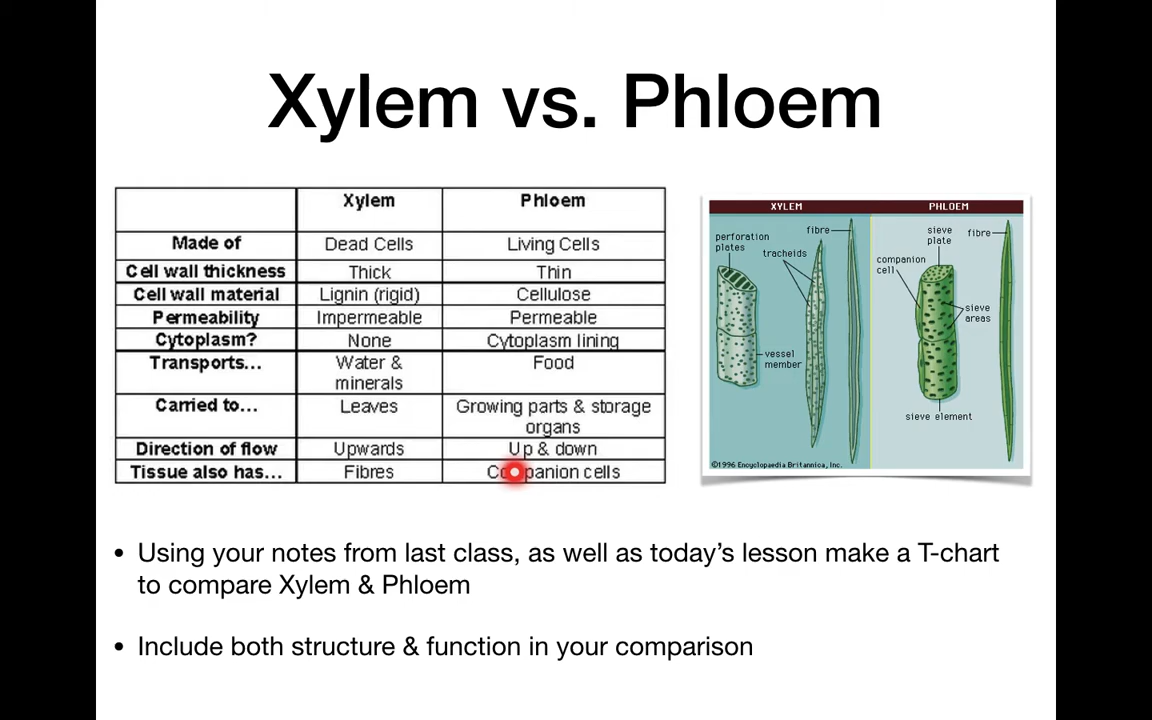 Xylem vs. Phloem
Xylem Phloem
Made of Dead Cells Living Cells
Cell wall thickness Thick Thin
Cell wall material Lignin (rigid) Cellulose
Permeability Impermeable Permeable
Cytoplasm? None Cytoplasm lining
Transports... Water & Food
minerals
Carried to... Leaves Growing parts & storage
organs
Direction of flow Upwards Up & down
Tissue also has... Fibres Companion cells
XYLEM PHLOEM
perforation
plates
fibre
tracheids
vessel
member
sieve
plate
fibre
companion
cell
sieve
areas
sieve element
©1996 Encyclopaedia Britannica, Inc.
• Using your notes from last class, as well as today's lesson make a T-chart
to compare Xylem & Phloem
• Include both structure & function in your comparison